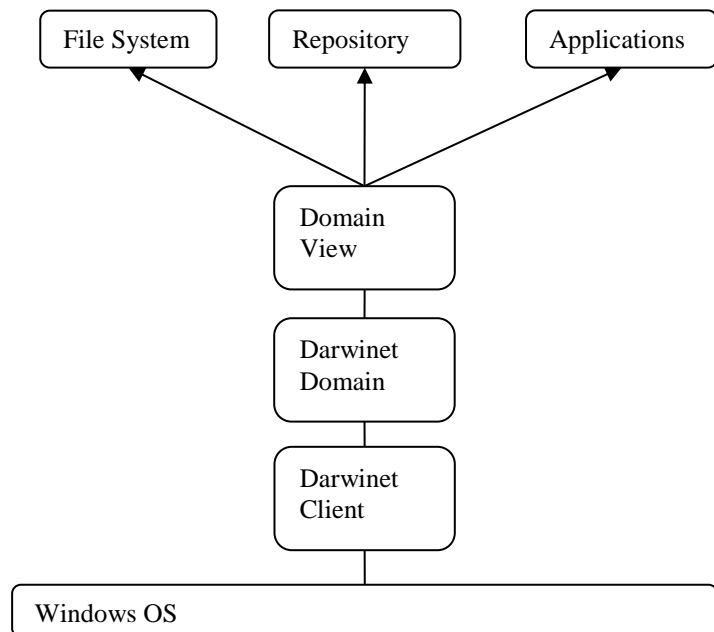 File System
Repository
Applications
Domain
View
Darwinet
Domain
Darwinet
Client
Windows OS